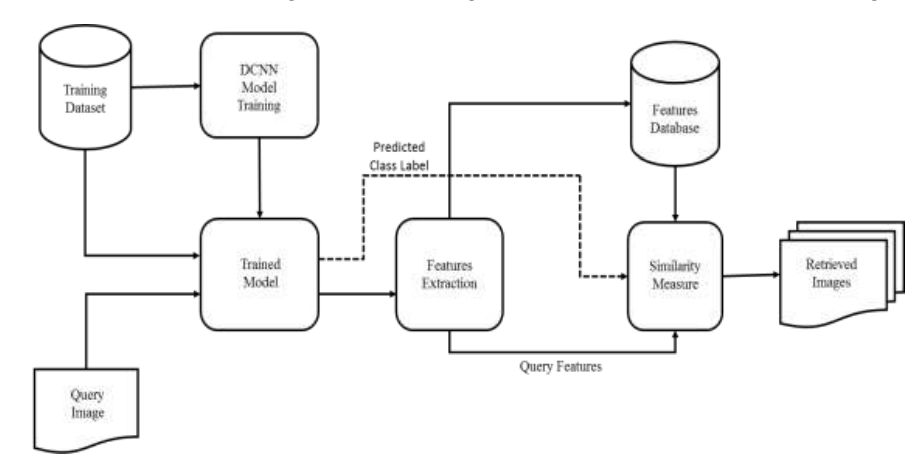 Training
Dataset
DCNN
Model
Training
Features
Database
Predicted
Class Label
Trained
Model
Features
Extraction
Similarity
Measure
Retrieved
Images
Query Features
Query
Image